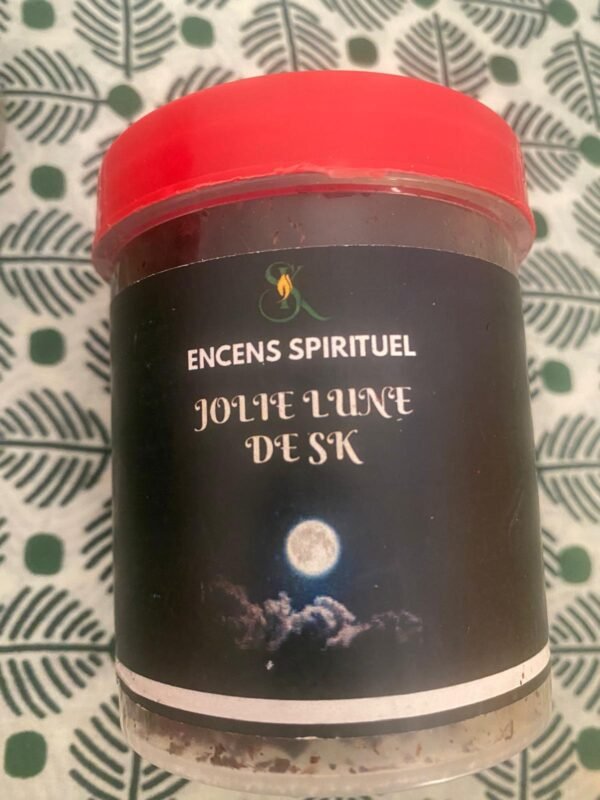 SK
ENCENS SPIRITUEL
JOLIE LUNE
DE SK